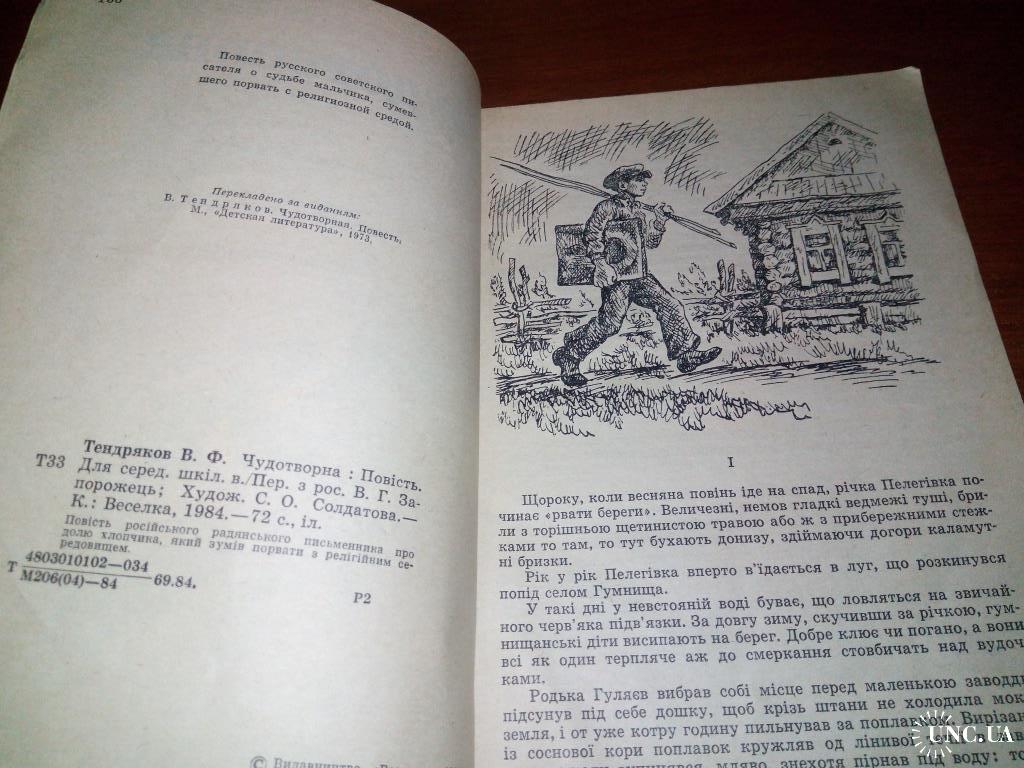 Повесть русского советского пи-
сателя о судьбе мальчика, сумев-
шего порвать с религиозной средой.
Перекладено за виданням:
В. Тендряков. Чудотворная. Повесть,
М., «Детская литература», 1973.
Тендряков В. Ф. Чудотворна : Повість.
Т33 Для серед. шкіл. в./Пер. з рос. В. Г. За-
порожець; Худож. С. О. Солдатова.—
К.: Веселка, 1984.—72 с., іл.
Повість російського радянського письменника про
долю хлопчика, який зумів порвати з релігійним се-
редовищем.
Т 4803010102—034
М206(04)—84 69.84.
Р2
© Видавництво
I
Щороку, коли весняна повінь іде на спад, річка Пелегівка по-
чинає «рвати береги». Величезні, немов гладкі ведмежі туші, бри-
ли з торішньою щетинистою травою або ж з прибережними стеж-
ками то там, то тут бухають донизу, здіймаючи догори каламут-
ні бризки.
Рік у рік Пелегівка вперто в'їдається в луг, що розкинувся
попід селом Гумнища.
У такі дні у невстояній воді буває, що ловляться на звичай-
ного черв'яка підв'язки. За довгу зиму, скучивши за річкою, гум-
нищанські діти висипають на берег. Добре клює чи погано, а вони
всі як один терпляче аж до смеркання стовбичать над вудоч-
ками.
Родька Гуляєв вибрав собі місце перед маленькою заводдю
підсунув під себе дошку, щоб крізь штани не холодила мок
земля, і от уже котру годину пильнував за поплавком. Вирізан
із соснової кори поплавок кружляв од лінивої
мляво, знехотя пірнав під воду: то
UNC.UA